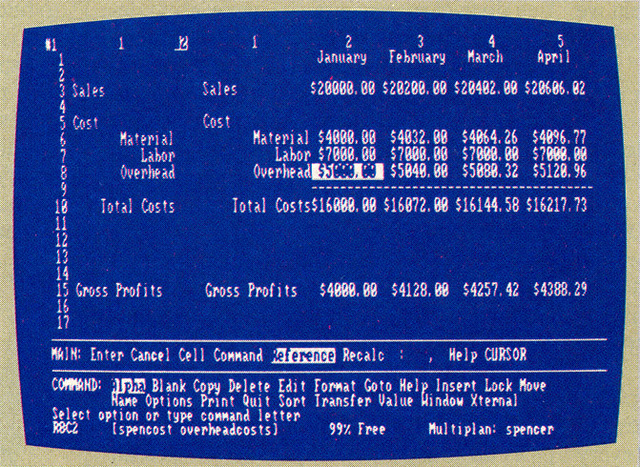 #1 1 #2 1 2 3 4 5
1 January February March April
2
3 Sales Sales $20000.00 $20200.00 $20402.00 $20606.02
4
5 Cost Cost
6 Material Material $4000.00 $4032.00 $4064.26 $4096.77
7 Labor Labor $7000.00 $7000.00 $7000.00 $7000.00
8 Overhead Overhead $5000.00 $5040.00 $5080.32 $5120.96
9 ----------------------------------------
10 Total Costs Total Costs$16000.00 $16072.00 $16144.58 $16217.73
11
12
13
14
15 Gross Profits Gross Profits $4000.00 $4128.00 $4257.42 $4388.29
16
17
MAIN: Enter Cancel Cell Command Reference Recalc : , Help CURSOR
COMMAND: Alpha Blank Copy Delete Edit Format Goto Help Insert Lock Move
Name Options Print Quit Sort Transfer Value Window Xternal
Select option or type command letter
R8C2 [spencost overheadcosts] 99% Free Multiplan: spencer